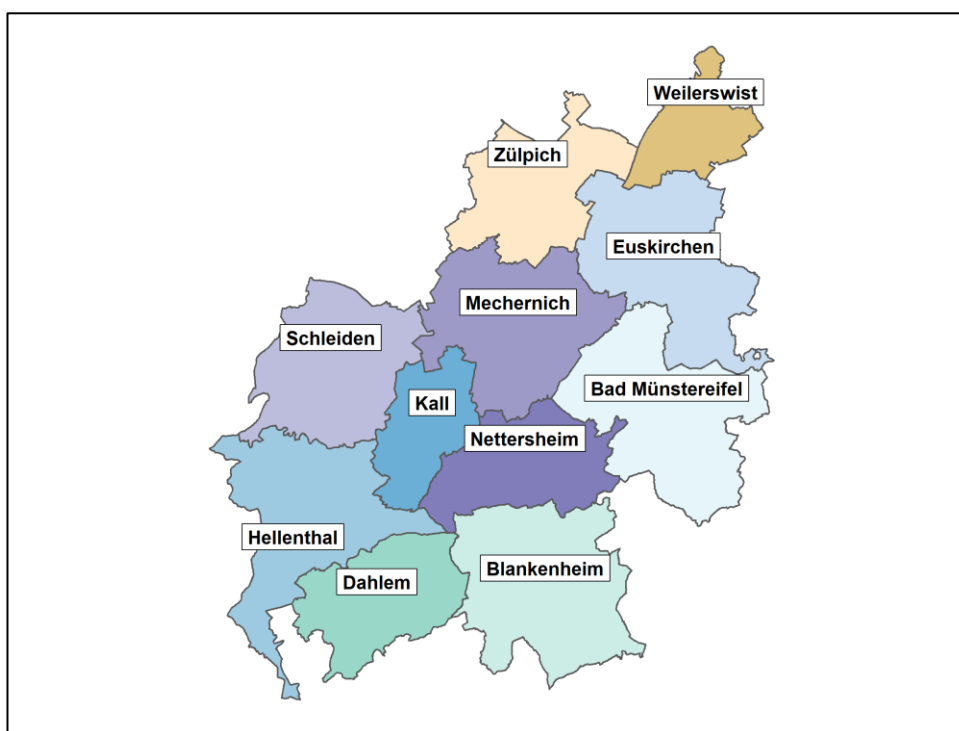 Weilerswist
Zülpich
Euskirchen
Mechernich
Schleiden
Bad Münstereifel
Kall
Nettersheim
Hellenthal
Blankenheim
Dahlem